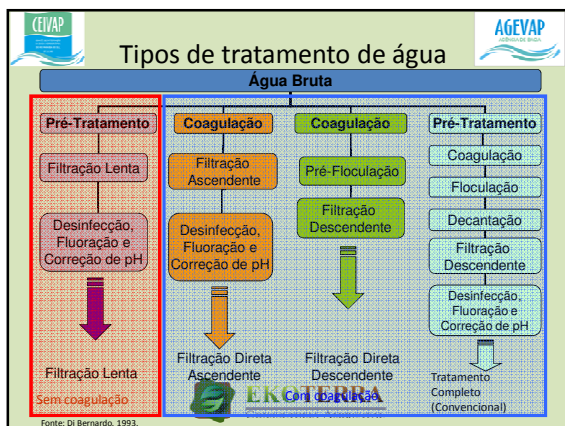 CEIVAP
AGEVAP
AGÊNCIA DE BACIA
Tipos de tratamento de água
Água Bruta
Pré-Tratamento
Filtração Lenta
Desinfecção,
Fluoração e
Correção de pH
Filtração Lenta
Sem coagulação
Coagulação
Filtração
Ascendente
Desinfecção,
Fluoração e
Correção de pH
Filtração Direta
Ascendente
Coagulação
Pré-Floculação
Filtração
Descendente
Filtração Direta
Descendente
Pré-Tratamento
Coagulação
Floculação
Decantação
Filtração
Descendente
Desinfecção,
Fluoração e
Correção de pH
Tratamento
Completo
(Convencional)
EKOTERRA
Com coagulação
Fonte: Di Bernardo, 1993.